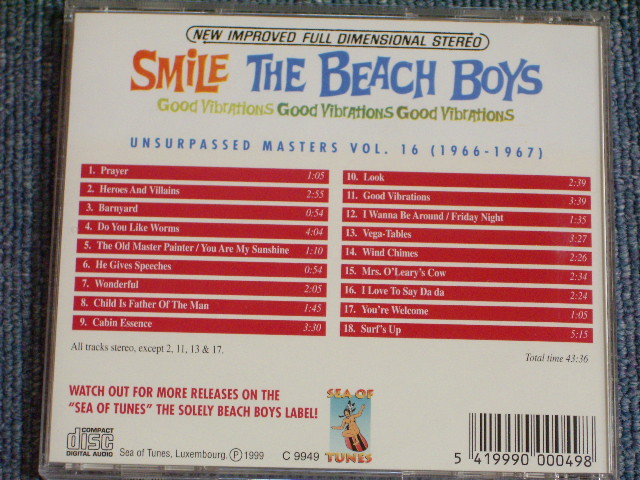 NEW IMPROVED FULL DIMENSIONAL STEREO
SMiLE THE BEACH BOYS
Good Vibrations Good Vibrations Good Vibrations
UNSURPASSED MASTERS VOL. 16 (1966-1967)
1. Prayer 1:05
2. Heroes And Villains 2:55
3. Barnyard 0:54
4. Do You Like Worms 4:04
5. The Old Master Painter / You Are My Sunshine 1:10
6. He Gives Speeches 0:54
7. Wonderful 2:05
8. Child Is Father Of The Man 1:45
9. Cabin Essence 3:30
10. Look 2:39
11. Good Vibrations 3:39
12. I Wanna Be Around / Friday Night 1:35
13. Vega-Tables 3:27
14. Wind Chimes 2:26
15. Mrs. O'Leary's Cow 2:34
16. I Love To Say Da da 2:24
17. You're Welcome 1:05
18. Surf's Up 5:15
All tracks stereo, except 2, 11, 13 & 17.
Total time 43:36
WATCH OUT FOR MORE RELEASES ON THE
"SEA OF TUNES" THE SOLELY BEACH BOYS LABEL!
SEA OF
TUNES
COMPACT
disc
DIGITAL AUDIO
Sea of Tunes, Luxembourg. Ⓟ 1999 C 9949
5 419990 000498